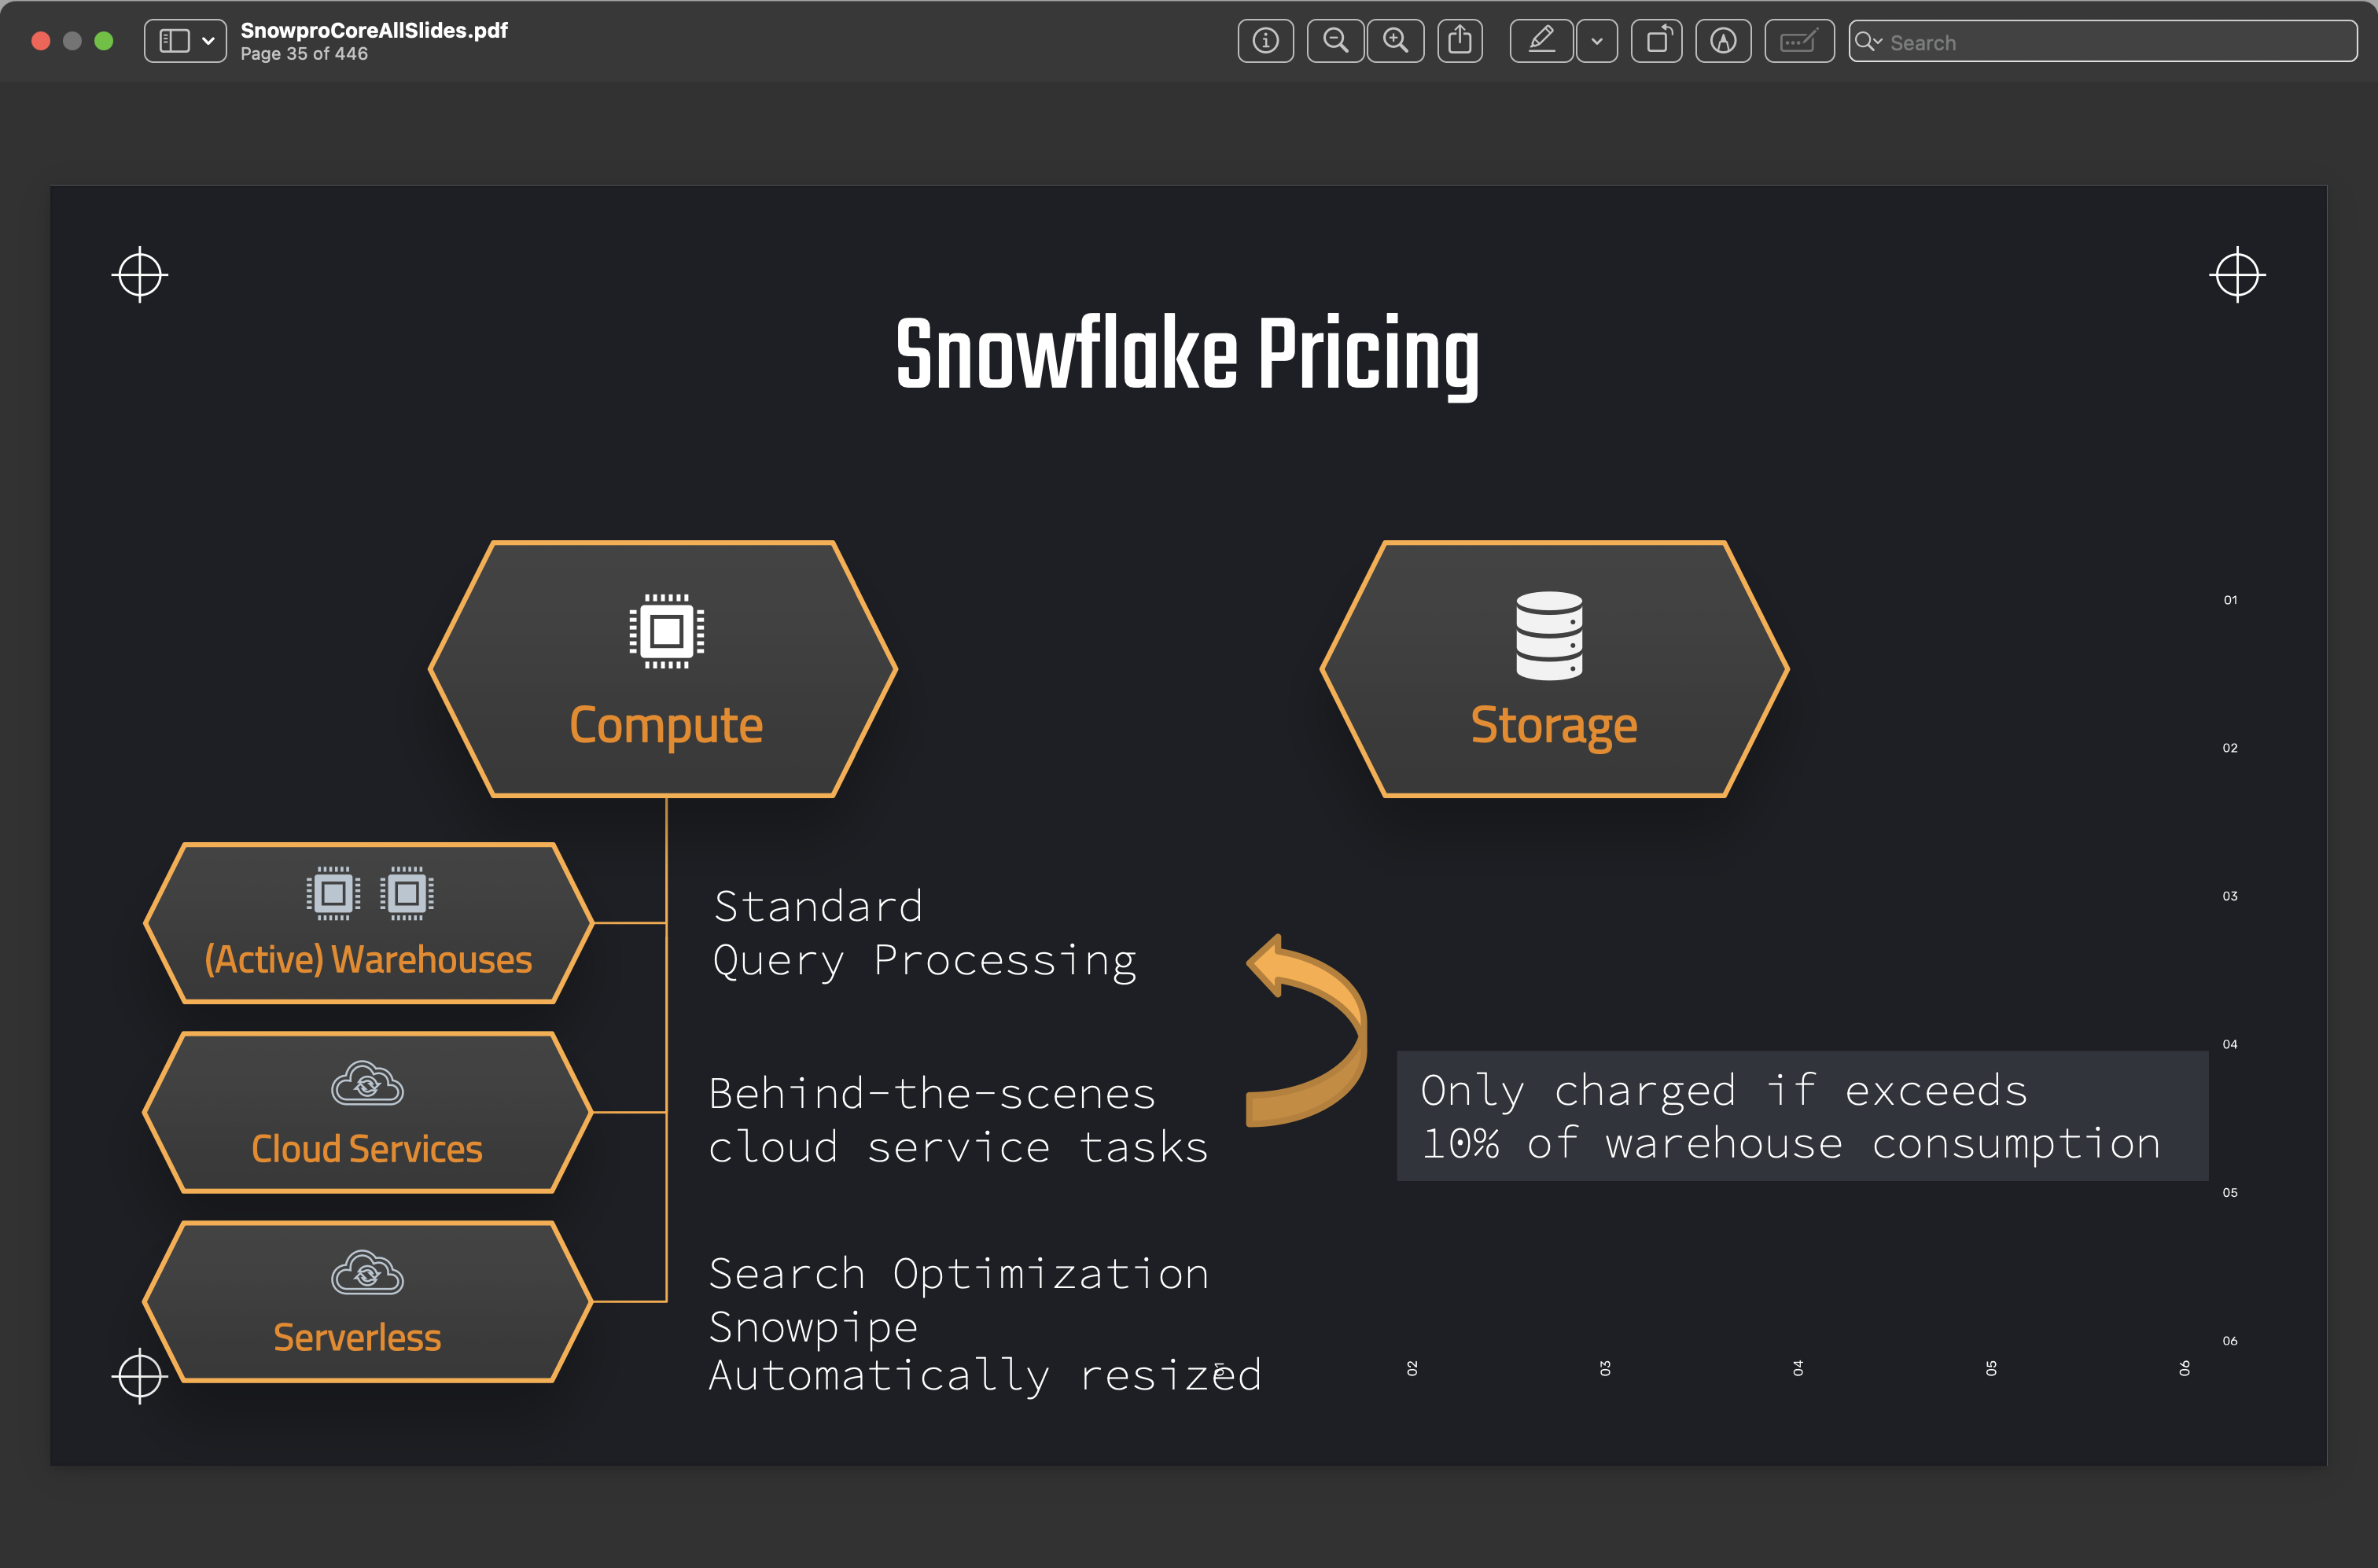 SnowproCoreAllSlides.pdf
Page 35 of 446
Search
Snowflake Pricing
Compute
Storage
(Active) Warehouses
Standard
Query Processing
Cloud Services
Behind-the-scenes
cloud service tasks
Only charged if exceeds
10% of warehouse consumption
Serverless
Search Optimization
Snowpipe
Automatically resized
01
02
03
04
05
06
02
03
04
05
06